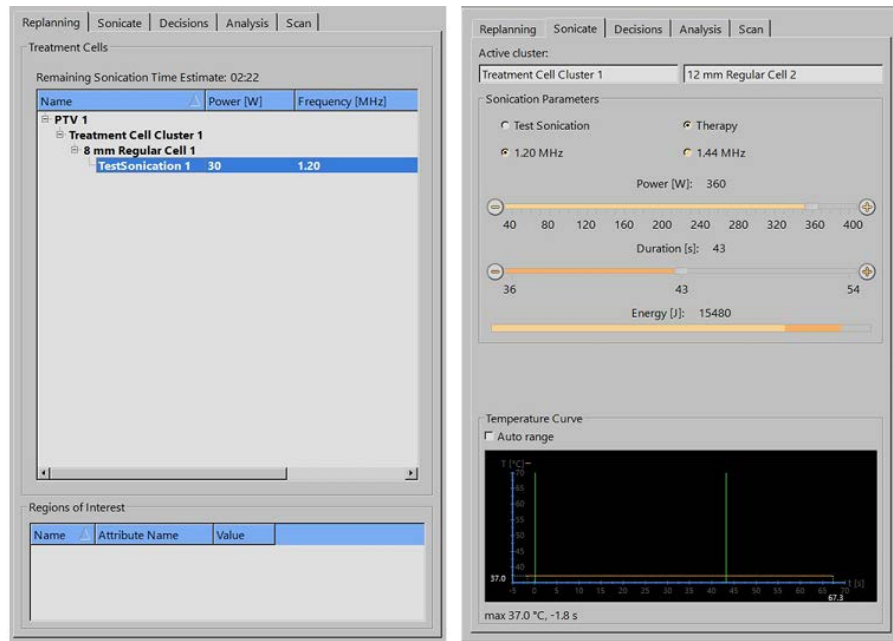 Replanning Sonicate Decisions Analysis Scan
Treatment Cells
Remaining Sonication Time Estimate: 02:22
Name Power [W] Frequency [MHz]
PTV 1
Treatment Cell Cluster 1
8 mm Regular Cell 1
TestSonication 1 30 1.20
Regions of Interest
Name Attribute Name Value
Replanning Sonicate Decisions Analysis Scan
Active cluster:
Treatment Cell Cluster 1 12 mm Regular Cell 2
Sonication Parameters
Test Sonication Therapy
1.20 MHz 1.44 MHz
Power [W]: 360
40 80 120 160 200 240 280 320 360 400
Duration [s]: 43
36 43 54
Energy [J]: 15480
Temperature Curve
Auto range
T [°C]
70
65
60
55
50
45
40
37.0
-5 0 5 10 15 20 25 30 35 40 45 50 55 60 65 70 t [s]
67.3
max 37.0 °C, -1.8 s